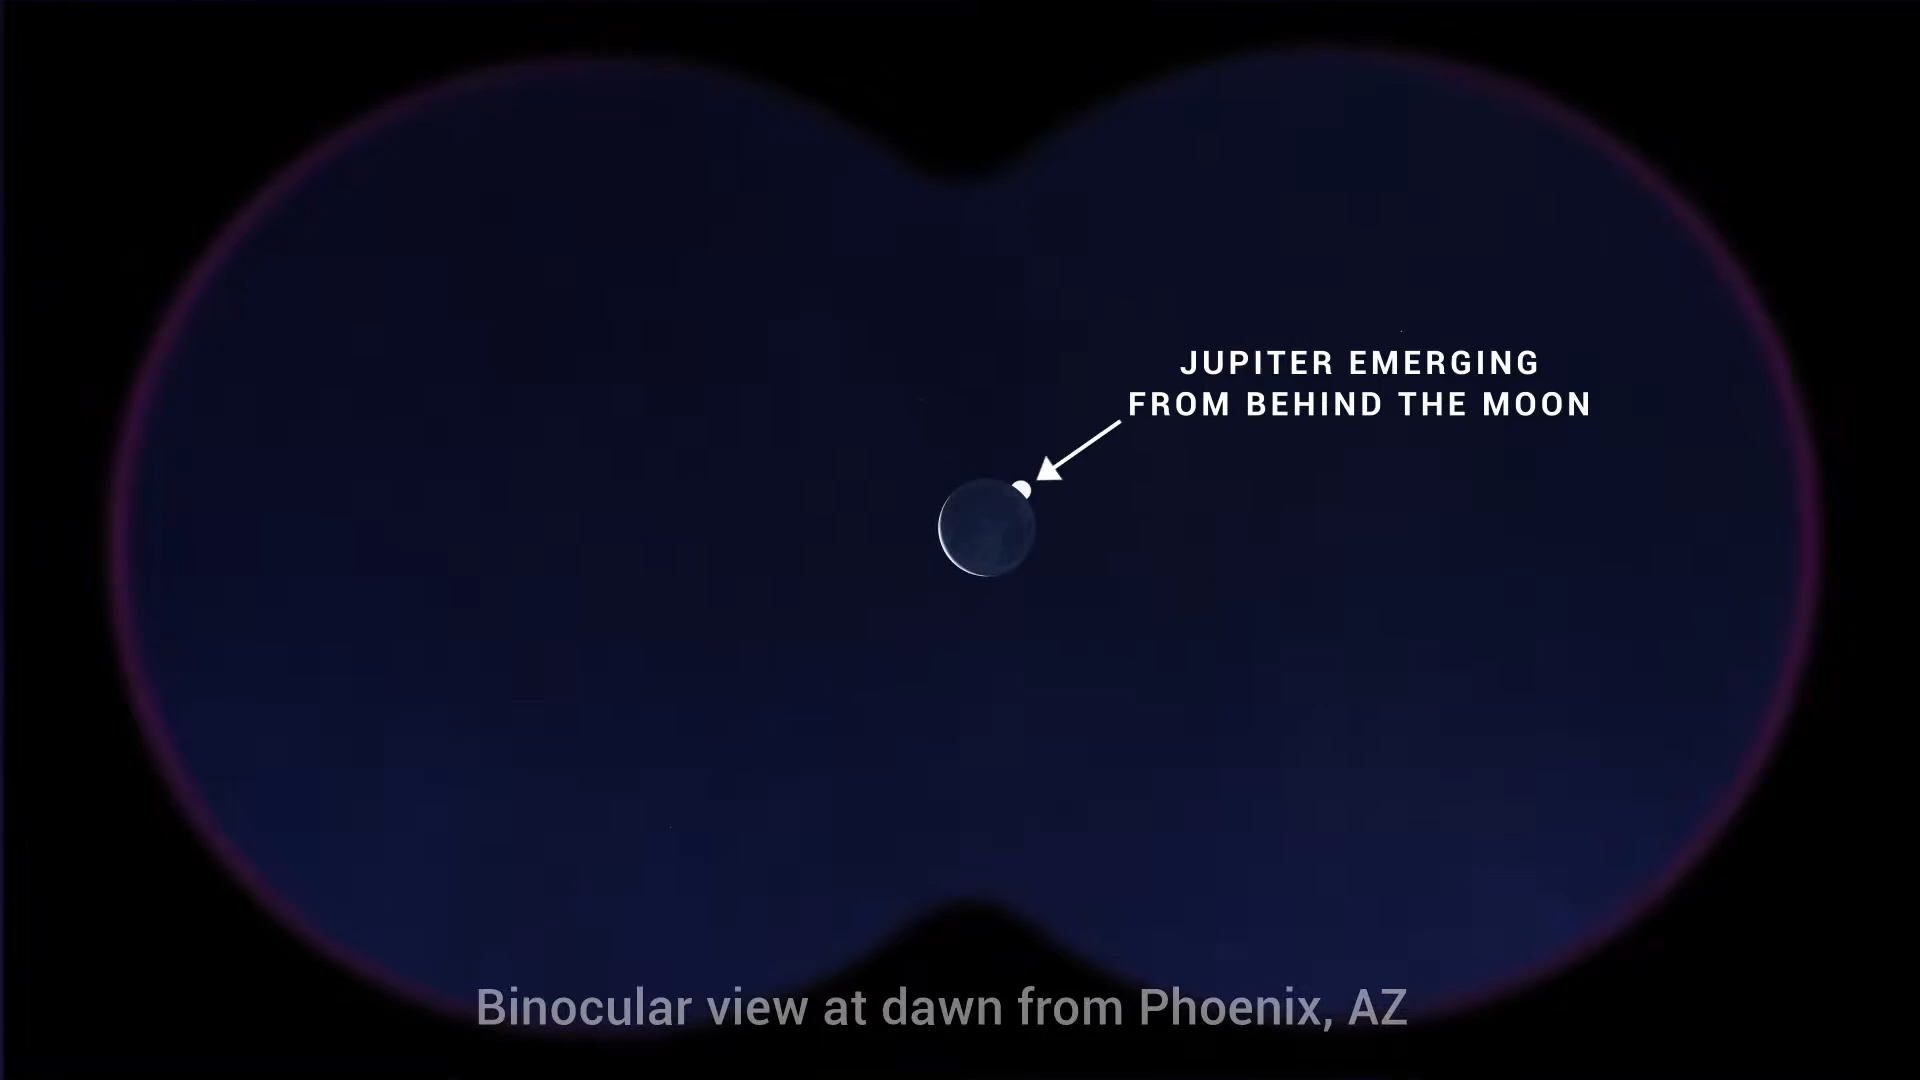 JUPITER EMERGING
FROM BEHIND THE MOON
Binocular view at dawn from Phoenix, AZ